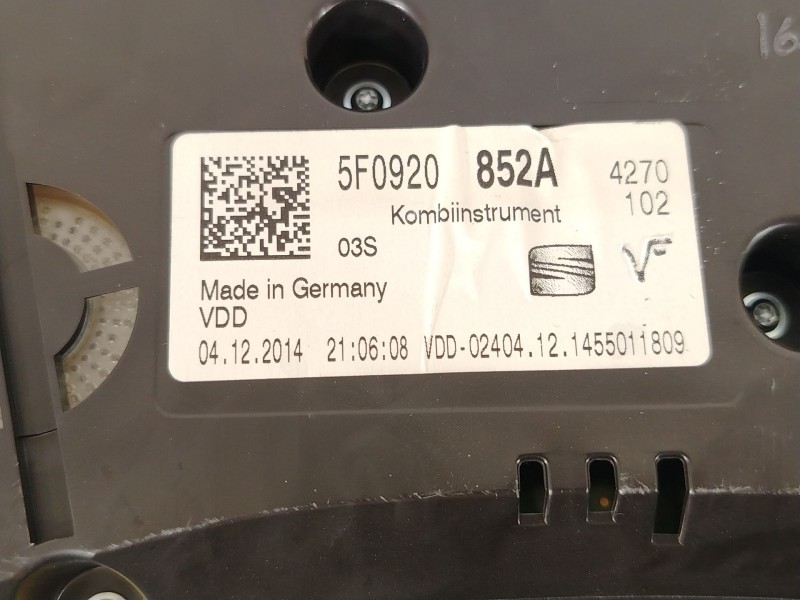 16
5F0920 852A 4270
Kombiinstrument 102
03S
Made in Germany
VDD
04.12.2014 21:06:08 VDD-02404.12.1455011809